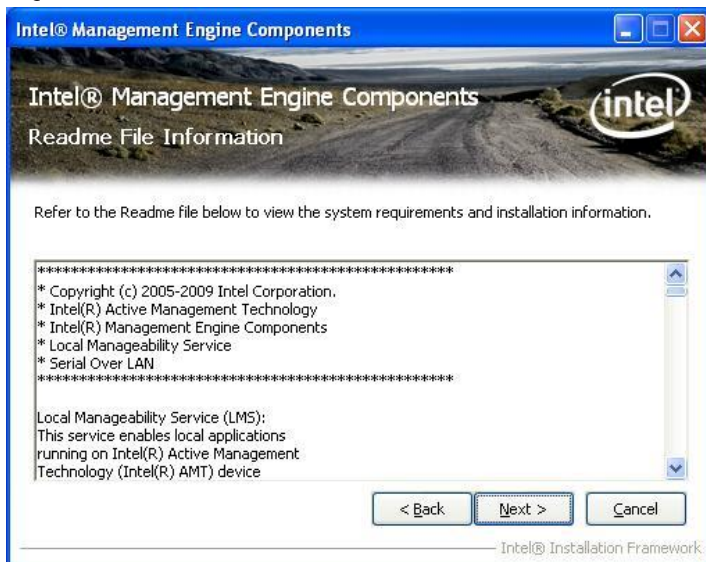 Intel® Management Engine Components
Intel® Management Engine Components
Readme File Information
intel
Refer to the Readme file below to view the system requirements and installation information.
****************************************************
* Copyright (c) 2005-2009 Intel Corporation.
* Intel(R) Active Management Technology
* Intel(R) Management Engine Components
* Local Manageability Service
* Serial Over LAN
****************************************************
Local Manageability Service (LMS):
This service enables local applications
running on Intel(R) Active Management
Technology (Intel(R) AMT) device
< Back Next > Cancel
Intel® Installation Framework